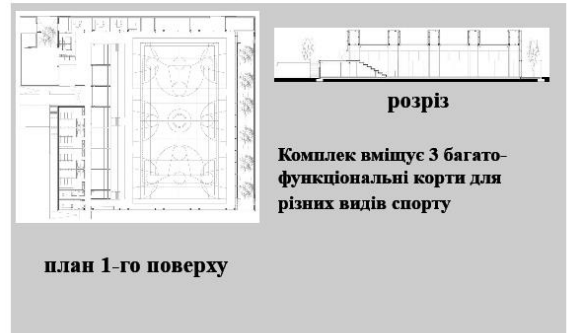 розріз
Комплек вміщує 3 багато-
функціональні корти для
різних видів спорту
план 1-го поверху